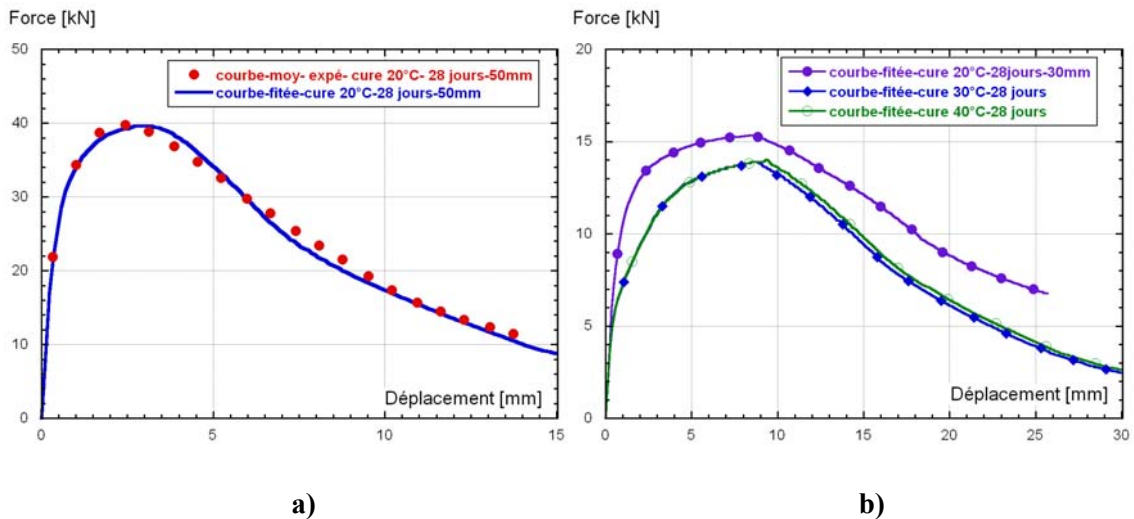 Force [kN]
50
40
30
20
10
0
0
5
10
15
courbe-moy- expé- cure 20°C- 28 jours-50mm
courbe-fitée-cure 20°C-28 jours-50mm
Déplacement [mm]
a)
Force [kN]
20
15
10
5
0
0
5
10
15
20
25
30
courbe-fitée-cure 20°C-28jours-30mm
courbe-fitée-cure 30°C-28 jours
courbe-fitée-cure 40°C-28 jours
Déplacement [mm]
b)